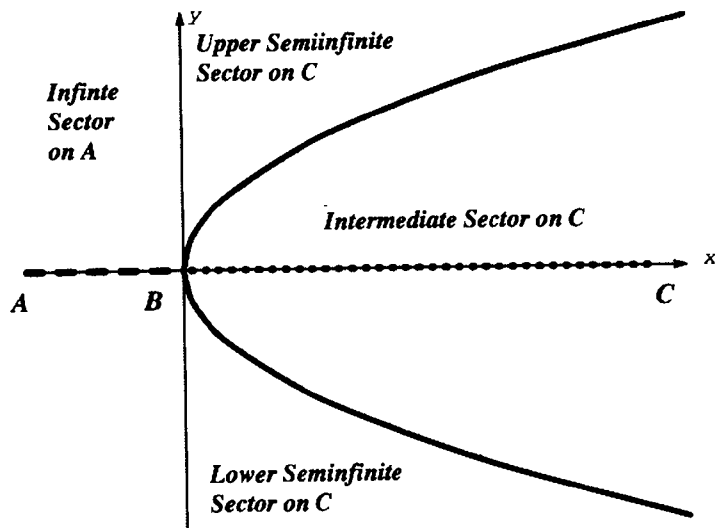 y
Upper Semiinfinite
Sector on C
Infinte
Sector
on A
Intermediate Sector on C
x
A
B
C
Lower Seminfinite
Sector on C